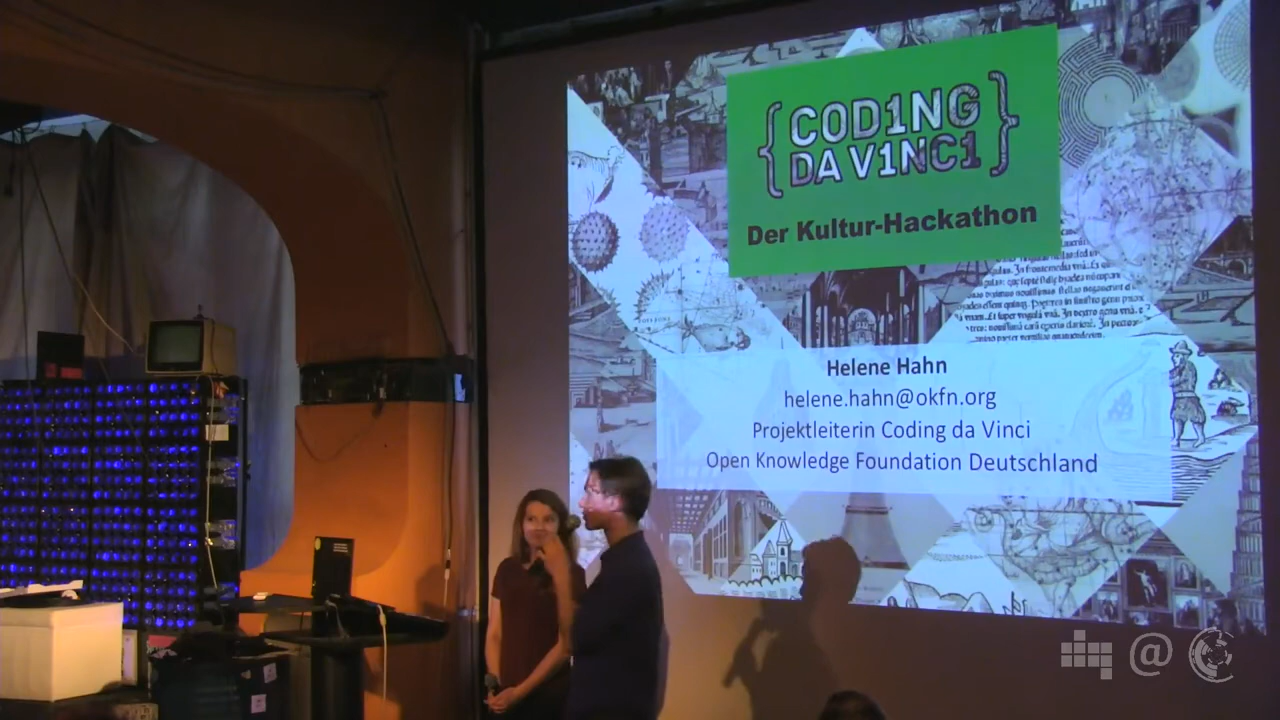 { COD1NG
DA V1NC1 }
Der Kultur-Hackathon
Helene Hahn
helene.hahn@okfn.org
Projektleiterin Coding da Vinci
Open Knowledge Foundation Deutschland
@